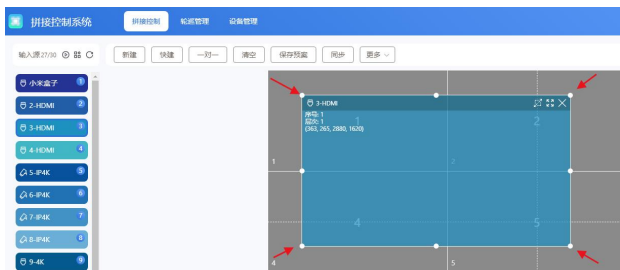 拼接控制系统
拼接控制 轮巡管理 设备管理
输入源27/30
新建 快建 一对一 清空 保存预案 同步 更多
小米盒子 1
2-HDMI 2
3-HDMI 3
4-HDMI 4
5-IP4K 5
6-IP4K 6
7-IP4K 7
8-IP4K 8
9-4K 9
3-HDMI
序号: 1
层次: 1
(363, 265, 2880, 1620)
1 2
1 2
4 5
4 5